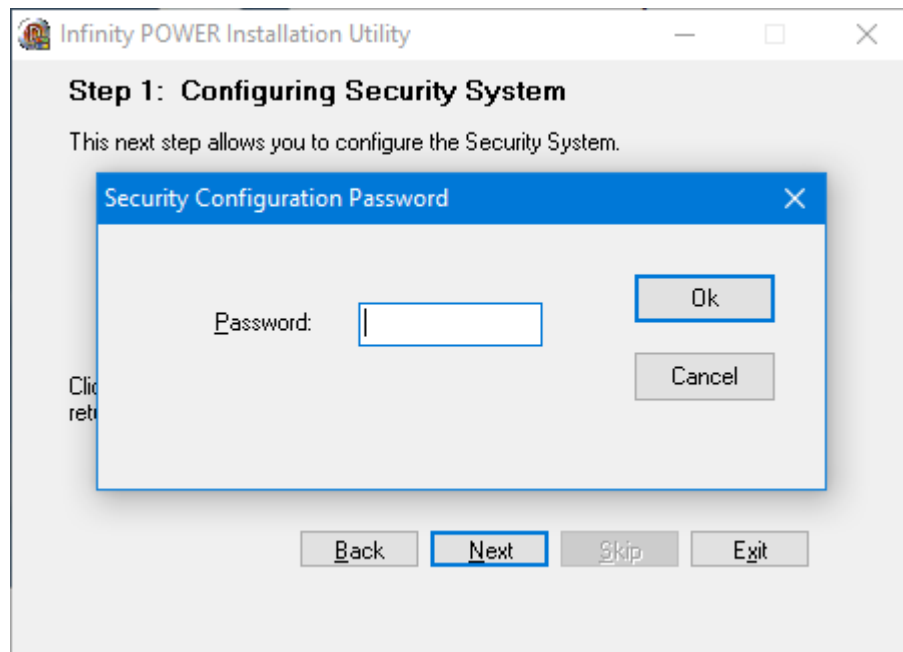 Infinity POWER Installation Utility
Step 1: Configuring Security System
This next step allows you to configure the Security System.
Security Configuration Password
Password:
Ok
Cancel
Back
Next
Skip
Exit